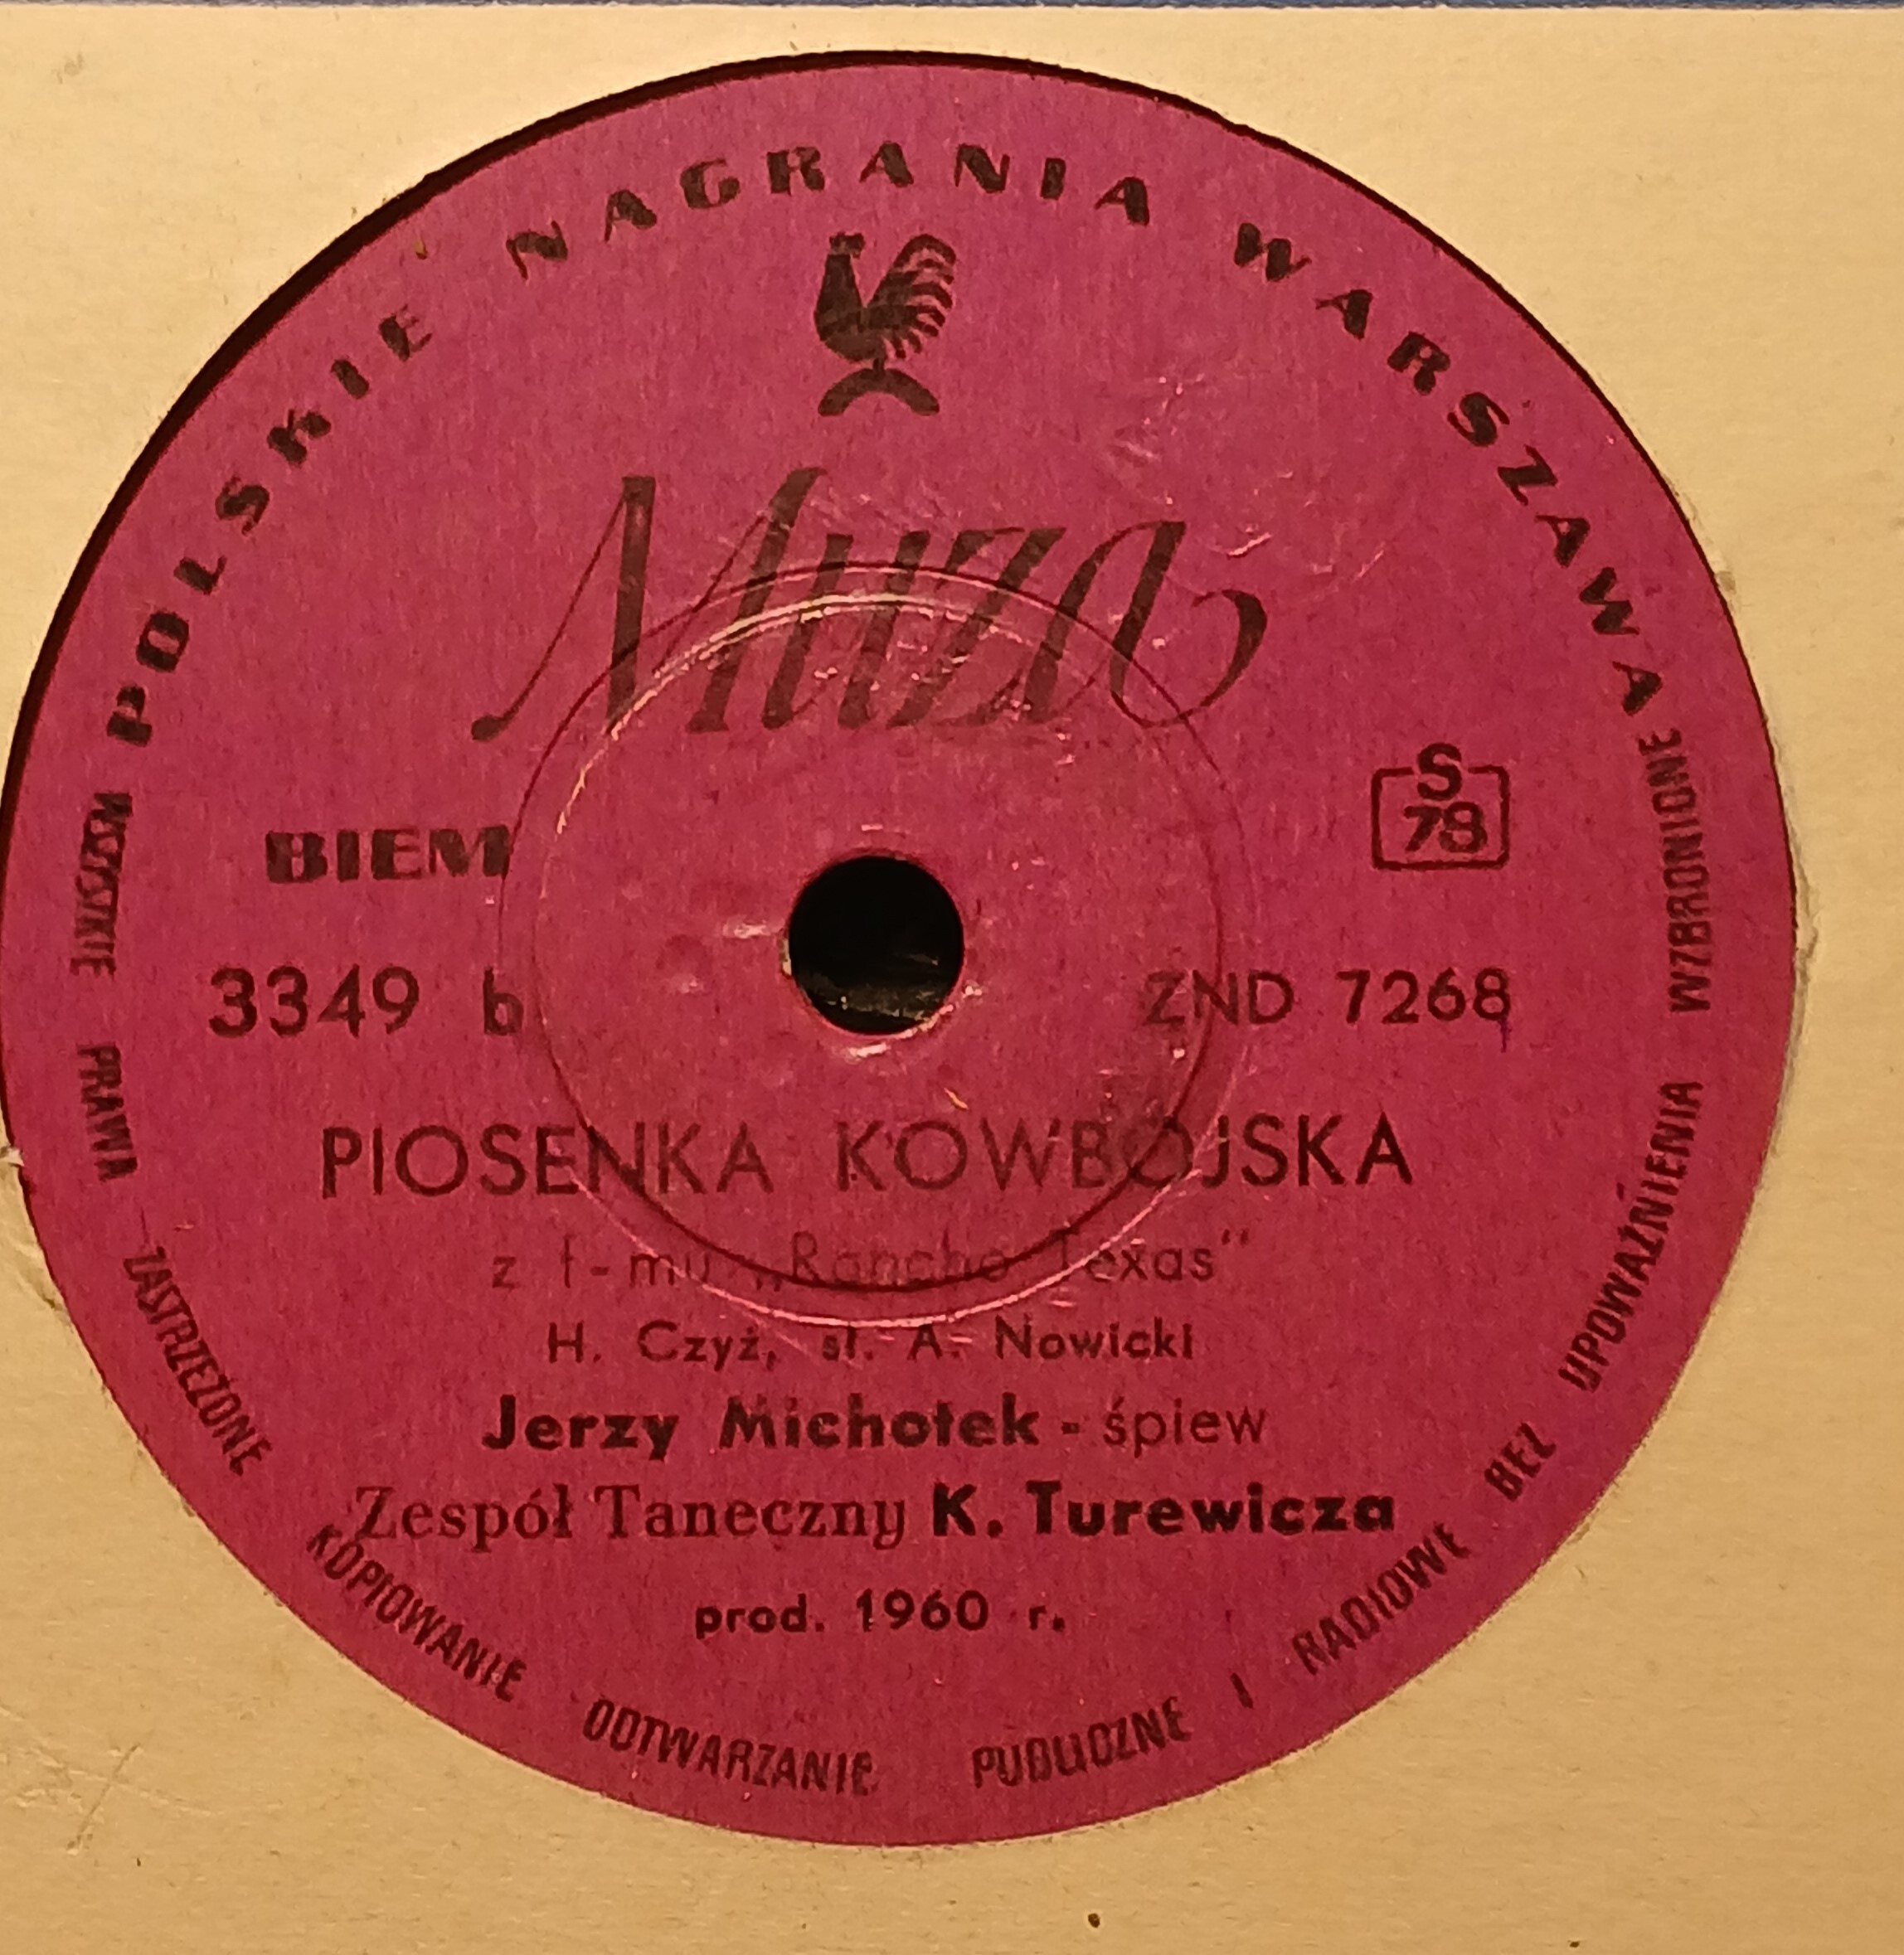 POLSKIE NAGRANIA WARSZAWA
Muza
BIEM
S
78
3349 b
ZND 7268
PIOSENKA KOWBOJSKA
z f-mu „Rancho Texas“
H. Czyż, sł. A. Nowicki
Jerzy Michotek - śpiew
Zespół Taneczny K. Turewicza
prod. 1960 r.
WSZYSTKIE PRAWA ZASTRZEŻONE KOPIOWANIE ODTWARZANIE PUBLICZNE I RADIOWE BEZ UPOWAŻNIENIA WZBRONIONE